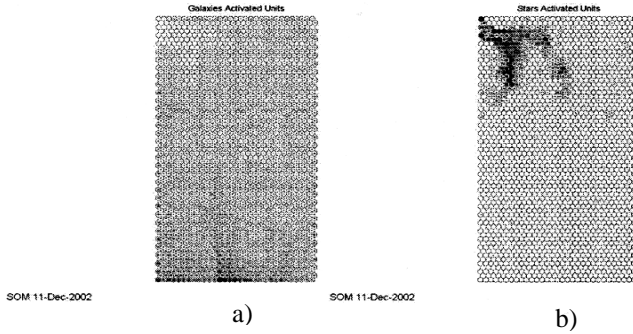 Galaxies Activated Units
Stars Activated Units
SOM 11-Dec-2002
a)
SOM 11-Dec-2002
b)